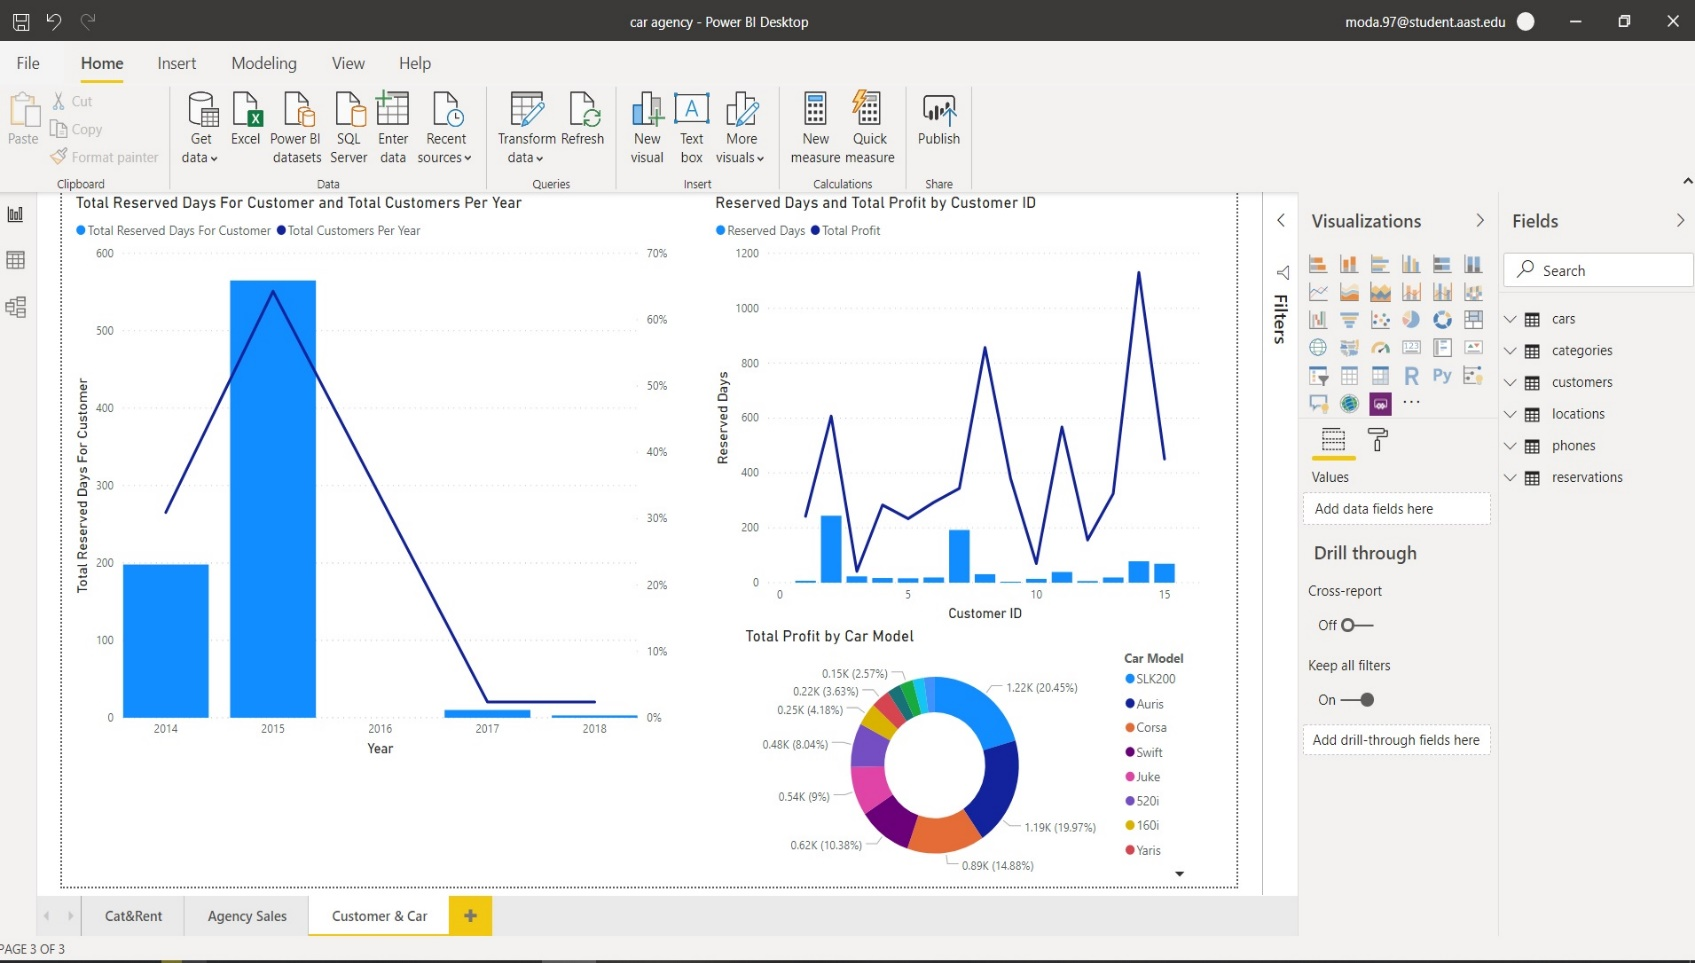 car agency - Power BI Desktop
moda.97@student.aast.edu
File Home Insert Modeling View Help
Paste
Cut
Copy
Format painter
Clipboard
Get data
Excel
Power BI datasets
SQL Server
Enter data
Recent sources
Data
Transform data
Refresh
Queries
New visual
Text box
More visuals
Insert
New measure
Quick measure
Calculations
Publish
Share
Total Reserved Days For Customer and Total Customers Per Year
Total Reserved Days For Customer Total Customers Per Year
Total Reserved Days For Customer
600
500
400
300
200
100
0
70%
60%
50%
40%
30%
20%
10%
0%
2014 2015 2016 2017 2018
Year
Reserved Days and Total Profit by Customer ID
Reserved Days Total Profit
Reserved Days
1200
1000
800
600
400
200
0
0 5 10 15
Customer ID
Total Profit by Car Model
0.15K (2.57%)
0.22K (3.63%)
0.25K (4.18%)
0.48K (8.04%)
0.54K (9%)
0.62K (10.38%)
1.22K (20.45%)
1.19K (19.97%)
0.89K (14.88%)
Car Model
SLK200
Auris
Corsa
Swift
Juke
520i
160i
Yaris
Filters
Visualizations
123
R
Py
...
Values
Add data fields here
Drill through
Cross-report
Off
Keep all filters
On
Add drill-through fields here
Fields
Search
cars
categories
customers
locations
phones
reservations
Cat&Rent Agency Sales Customer & Car +
PAGE 3 OF 3